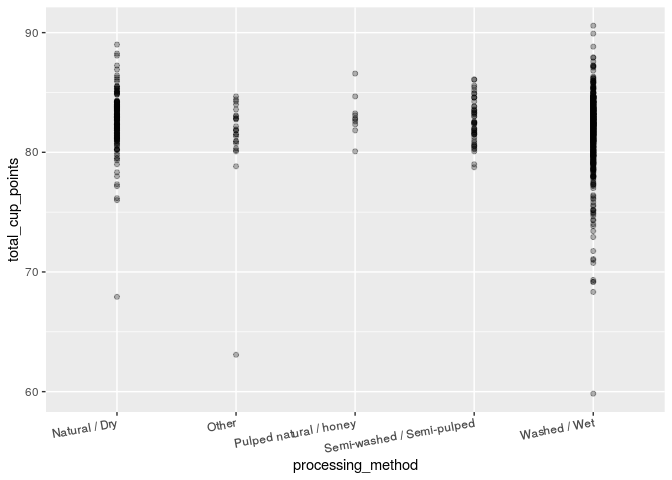 90
80
70
60
total_cup_points
Natural / Dry
Other
Pulped natural / honey
Semi-washed / Semi-pulped
Washed / Wet
processing_method